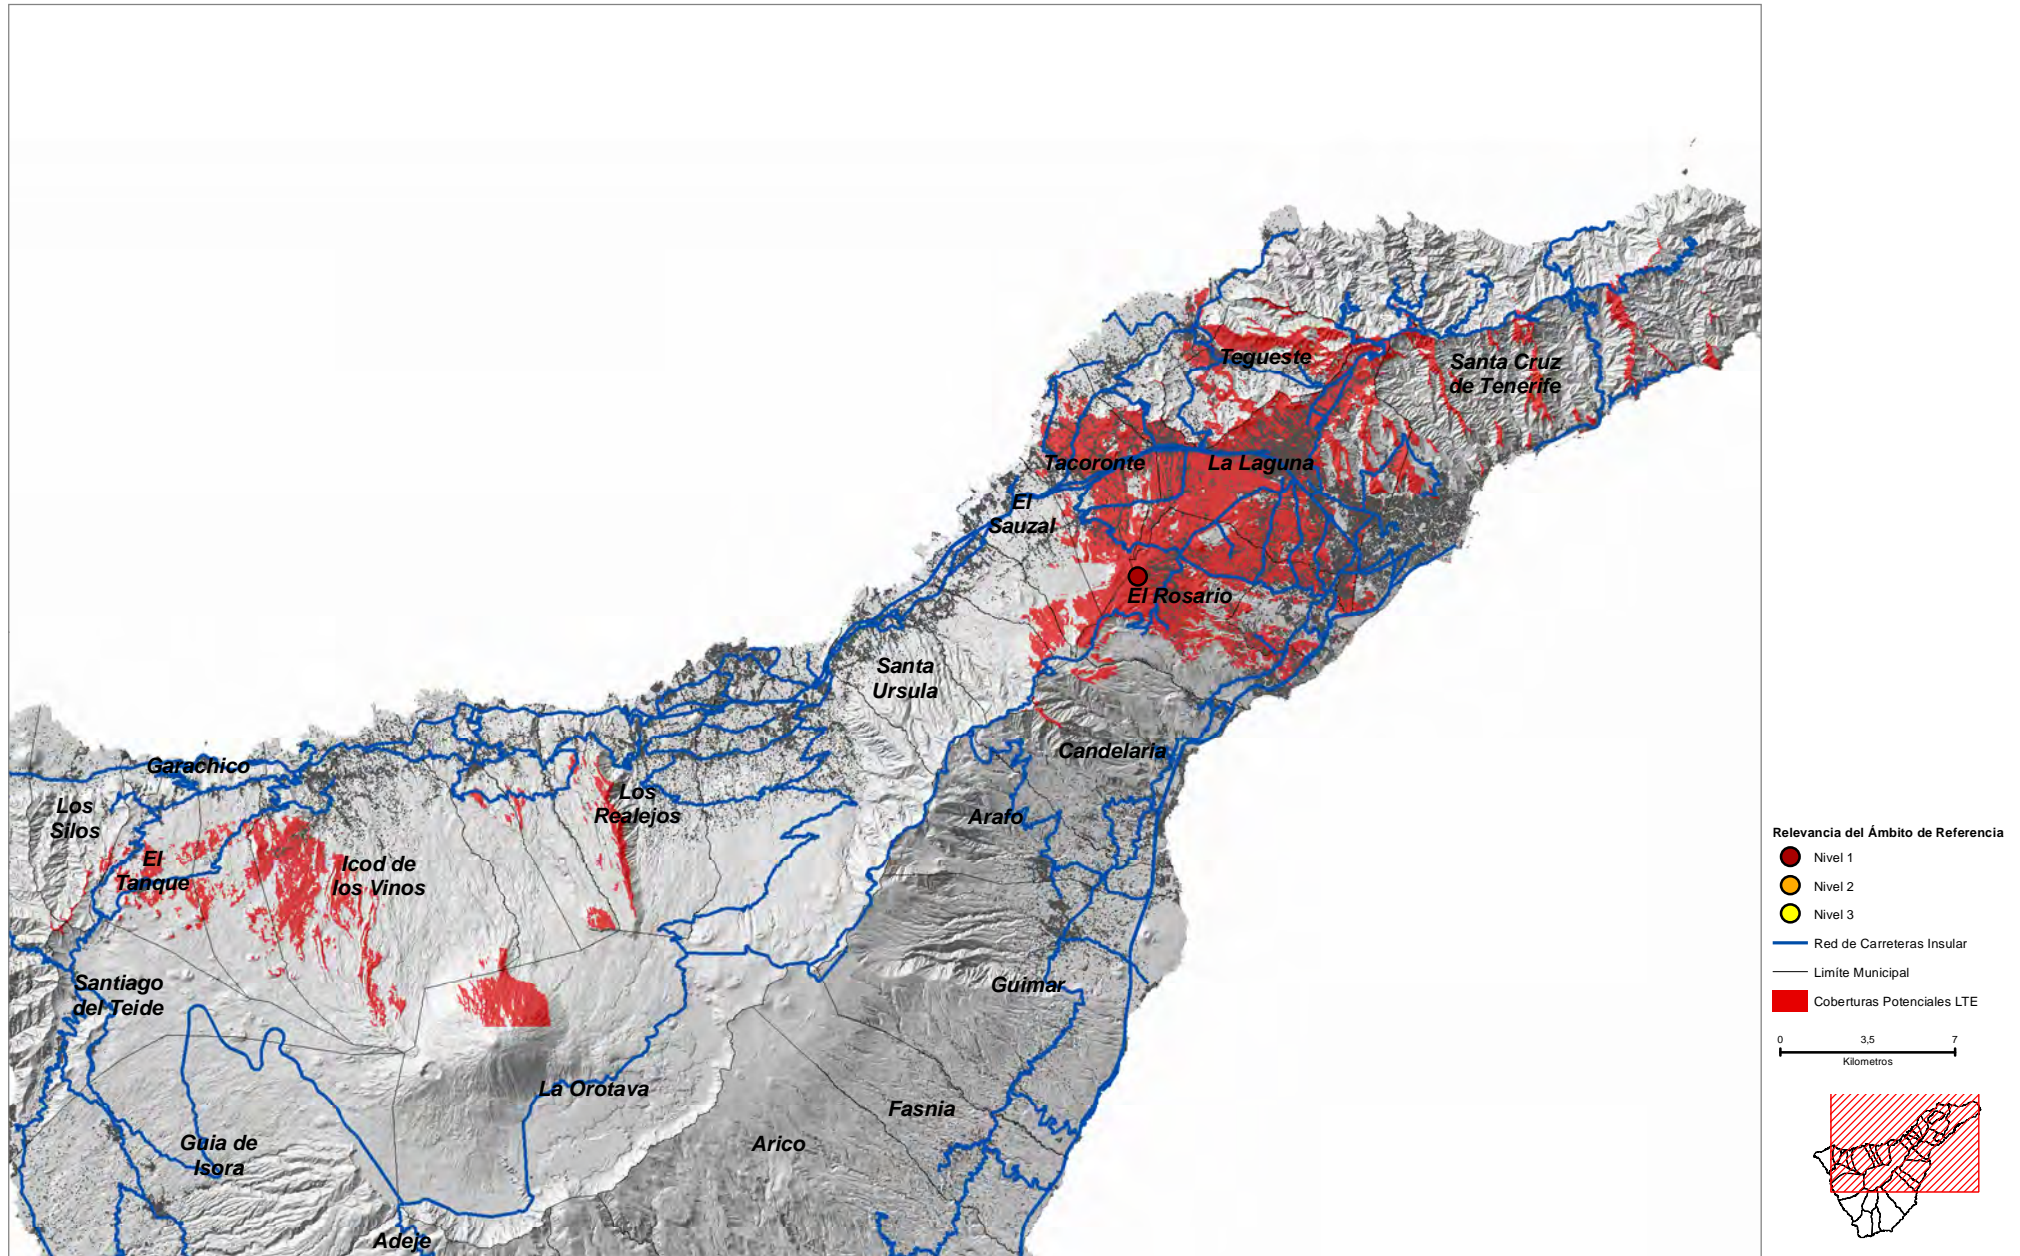 Tegueste
Santa Cruz
de Tenerife
Tacoronte
La Laguna
El
Sauzal
El Rosario
Santa
Ursula
Candelaria
Garachico
Los
Silos
Los
Realejos
Arafo
El
Tanque
Icod de
los Vinos
Santiago
del Teide
Guimar
La Orotava
Fasnia
Guia de
Isora
Arico
Adeje
Relevancia del Ámbito de Referencia
Nivel 1
Nivel 2
Nivel 3
Red de Carreteras Insular
Limíte Municipal
Coberturas Potenciales LTE
0 3,5 7
Kilometros